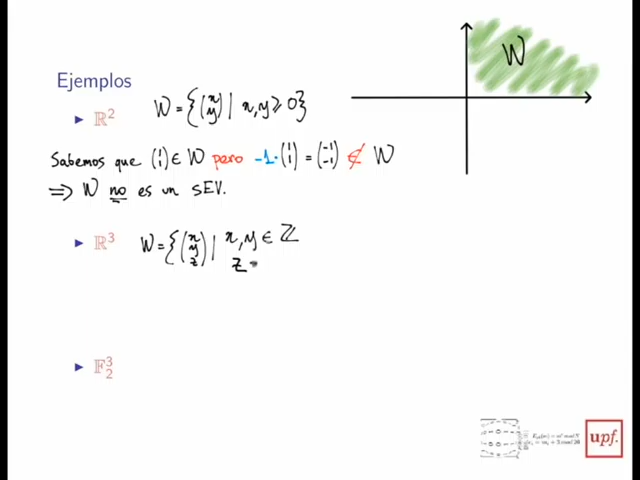 W
Ejemplos
▶ ℝ² W = {(x y) | x, y ≥ 0}
Sabemos que (1 1) ∈ W pero -1·(1 1) = (-1 -1) ∉ W
⟹ W no es un sEV.
▶ ℝ³ W = {(x y z) | x, y ∈ ℤ
z
▶ 𝔽₂³
upf.